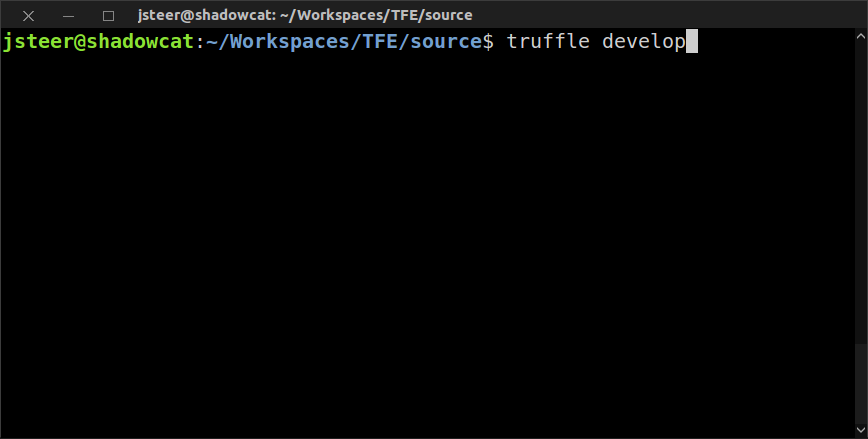 jsteer@shadowcat: ~/Workspaces/TFE/source
jsteer@shadowcat:~/Workspaces/TFE/source$ truffle develop